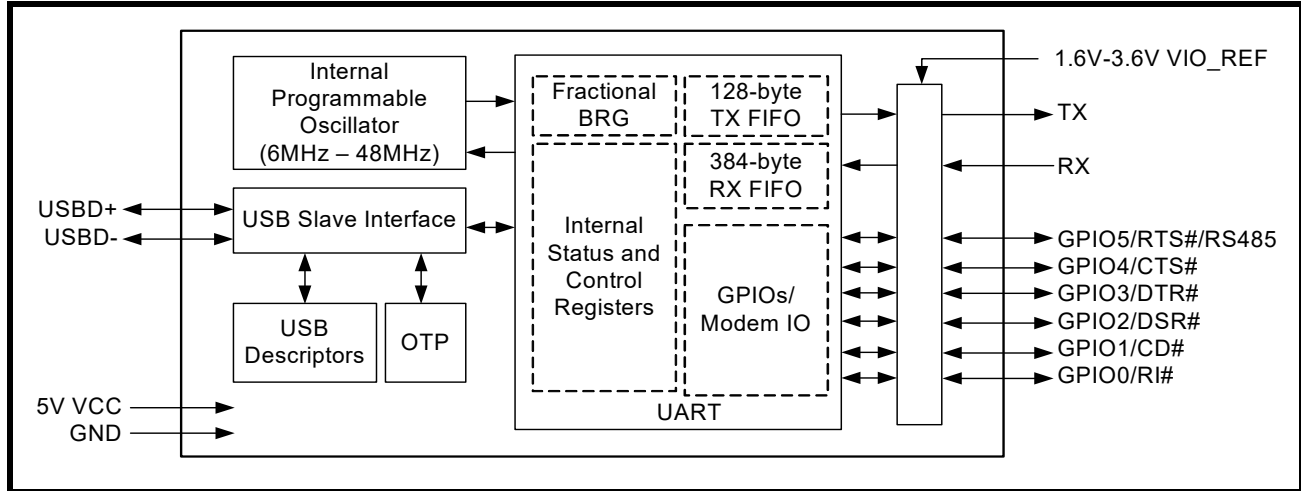 Internal
Programmable
Oscillator
(6MHz – 48MHz)
USBD+
USBD-
USB Slave Interface
USB
Descriptors
OTP
5V VCC
GND
Fractional
BRG
128-byte
TX FIFO
384-byte
RX FIFO
Internal
Status and
Control
Registers
GPIOs/
Modem IO
UART
1.6V-3.6V VIO_REF
TX
RX
GPIO5/RTS#/RS485
GPIO4/CTS#
GPIO3/DTR#
GPIO2/DSR#
GPIO1/CD#
GPIO0/RI#